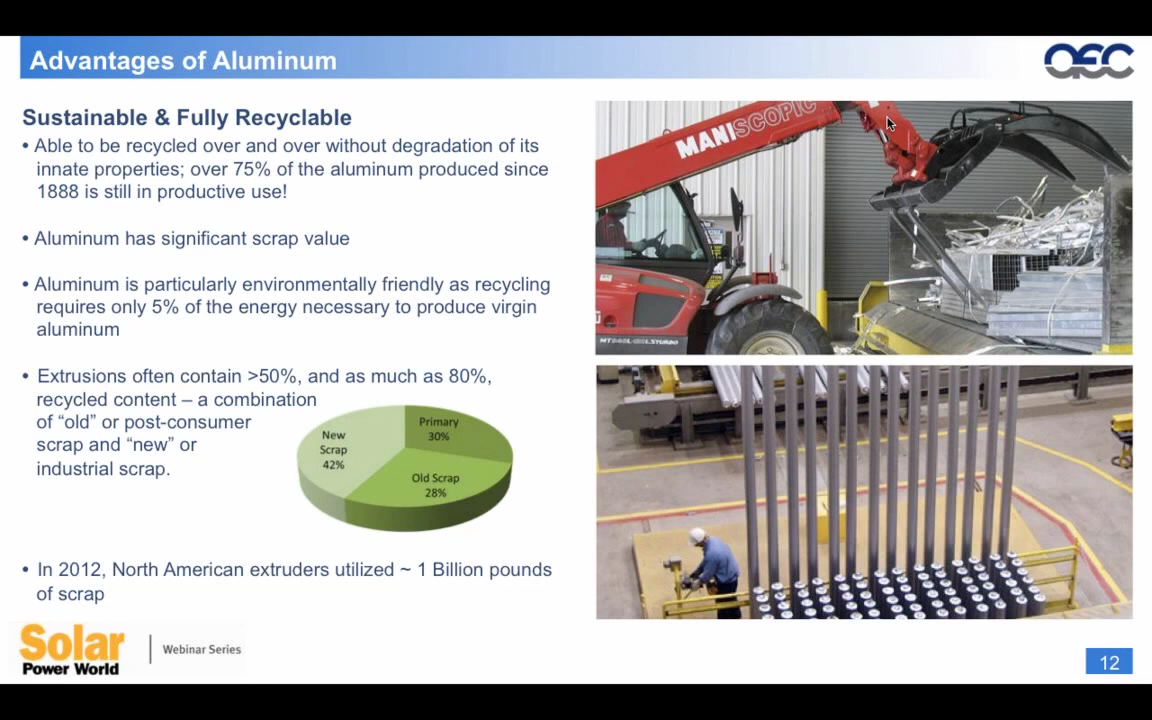 Advantages of Aluminum
AEC
Sustainable & Fully Recyclable
• Able to be recycled over and over without degradation of its
innate properties; over 75% of the aluminum produced since
1888 is still in productive use!
• Aluminum has significant scrap value
• Aluminum is particularly environmentally friendly as recycling
requires only 5% of the energy necessary to produce virgin
aluminum
• Extrusions often contain >50%, and as much as 80%,
recycled content – a combination
of “old” or post-consumer
scrap and “new” or
industrial scrap.
Primary
30%
New
Scrap
42%
Old Scrap
28%
• In 2012, North American extruders utilized ~ 1 Billion pounds
of scrap
MANISCOPIC
Solar
Power World
Webinar Series
12